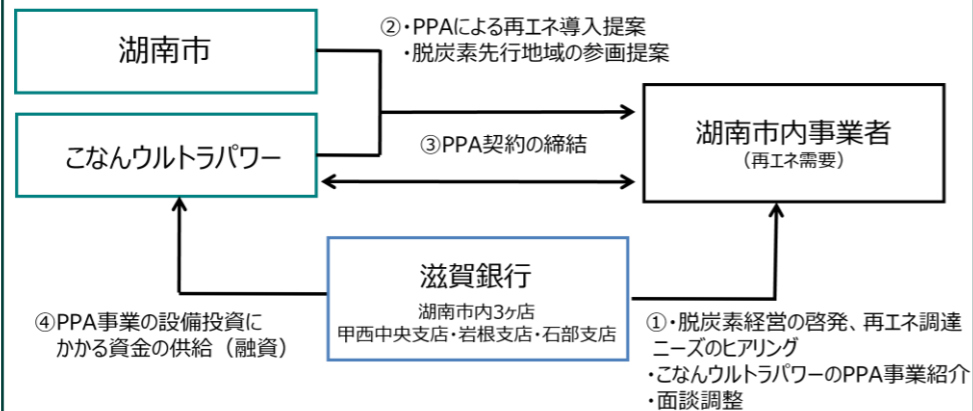 湖南市
②・PPAによる再エネ導入提案
・脱炭素先行地域の参画提案
こなんウルトラパワー
③PPA契約の締結
湖南市内事業者
（再エネ需要）
滋賀銀行
湖南市内3ヶ店
甲西中央支店・岩根支店・石部支店
④PPA事業の設備投資に
かかる資金の供給（融資）
①・脱炭素経営の啓発、再エネ調達
ニーズのヒアリング
・こなんウルトラパワーのPPA事業紹介
・面談調整